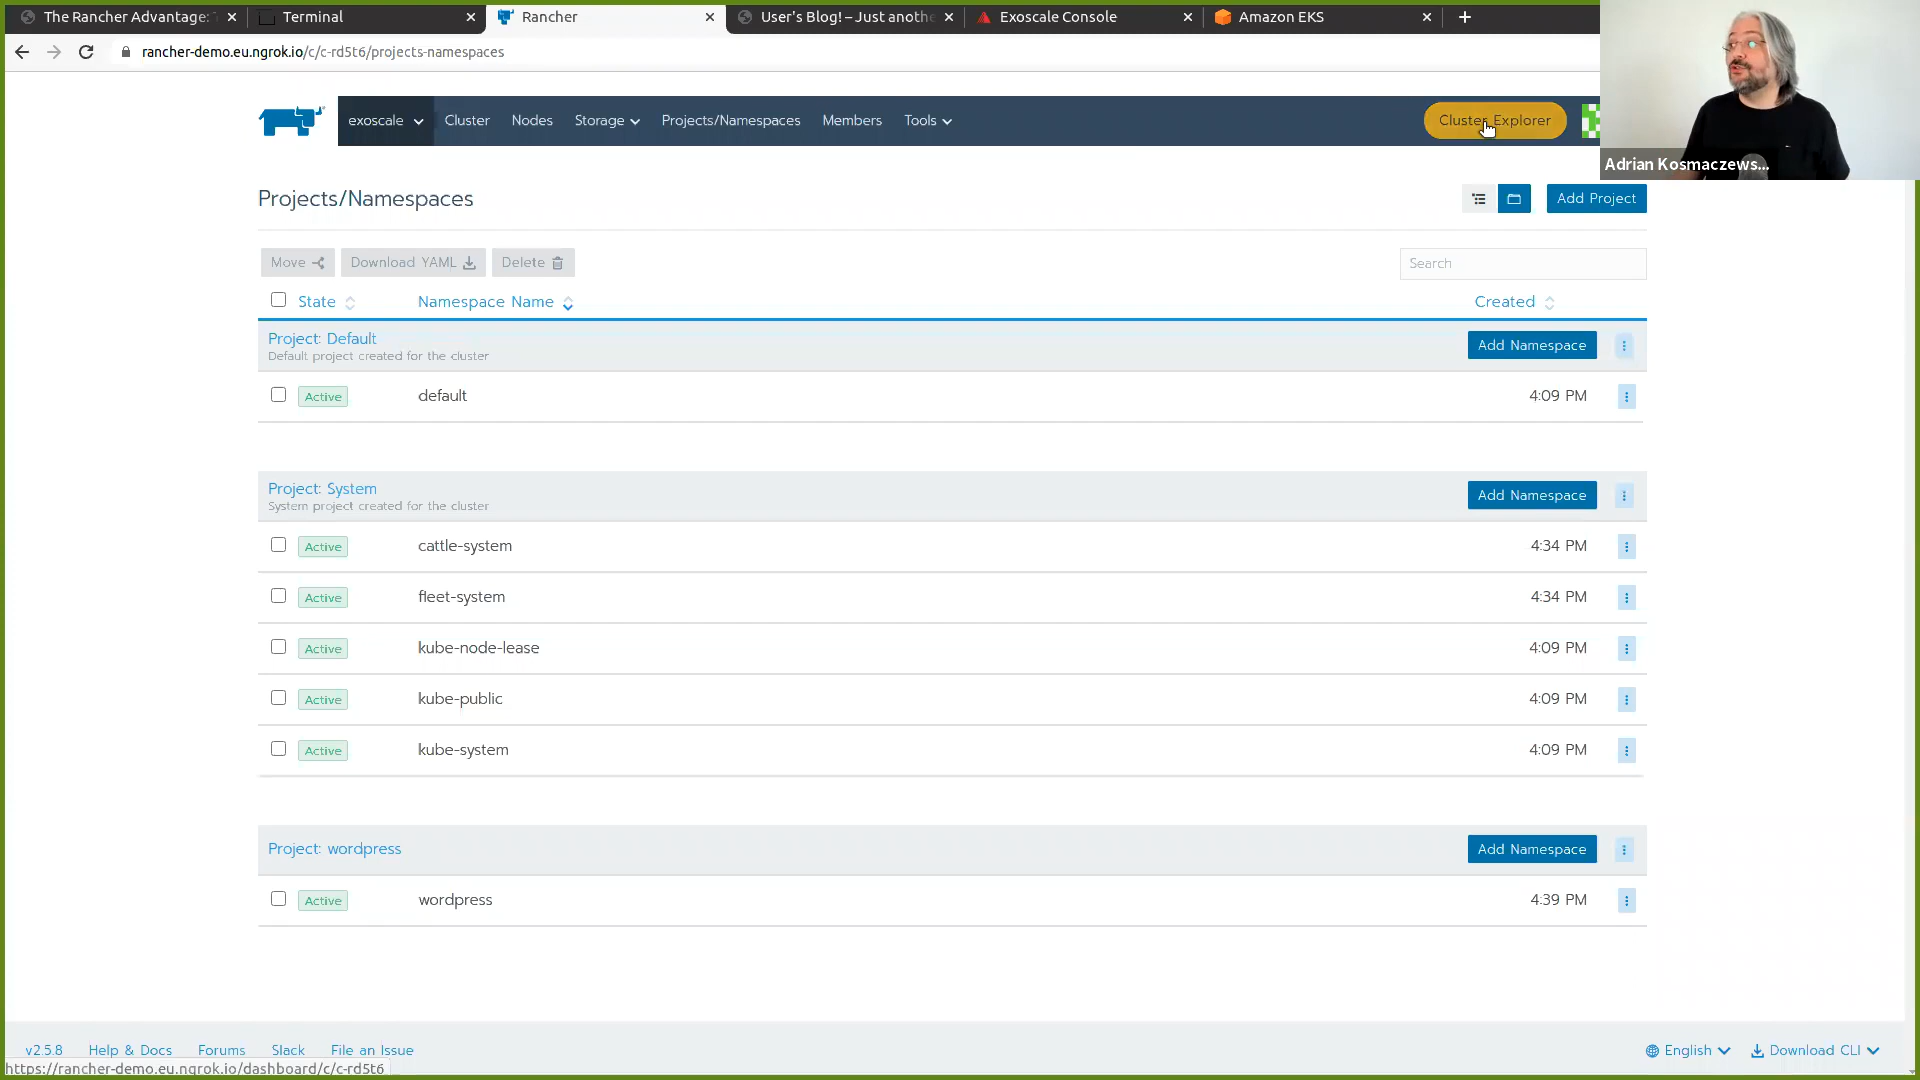 The Rancher Advantage:
Terminal
Rancher
User's Blog! – Just anothe
Exoscale Console
Amazon EKS
rancher-demo.eu.ngrok.io/c/c-rd5t6/projects-namespaces
exoscale
Cluster
Nodes
Storage
Projects/Namespaces
Members
Tools
Cluster Explorer
Adrian Kosmaczews...
Projects/Namespaces
Add Project
Move
Download YAML
Delete
Search
State
Namespace Name
Created
Project: Default
Default project created for the cluster
Add Namespace
Active
default
4:09 PM
Project: System
System project created for the cluster
Add Namespace
Active
cattle-system
4:34 PM
Active
fleet-system
4:34 PM
Active
kube-node-lease
4:09 PM
Active
kube-public
4:09 PM
Active
kube-system
4:09 PM
Project: wordpress
Add Namespace
Active
wordpress
4:39 PM
v2.5.8
Help & Docs
Forums
Slack
File an Issue
English
Download CLI
https://rancher-demo.eu.ngrok.io/dashboard/c/c-rd5t6